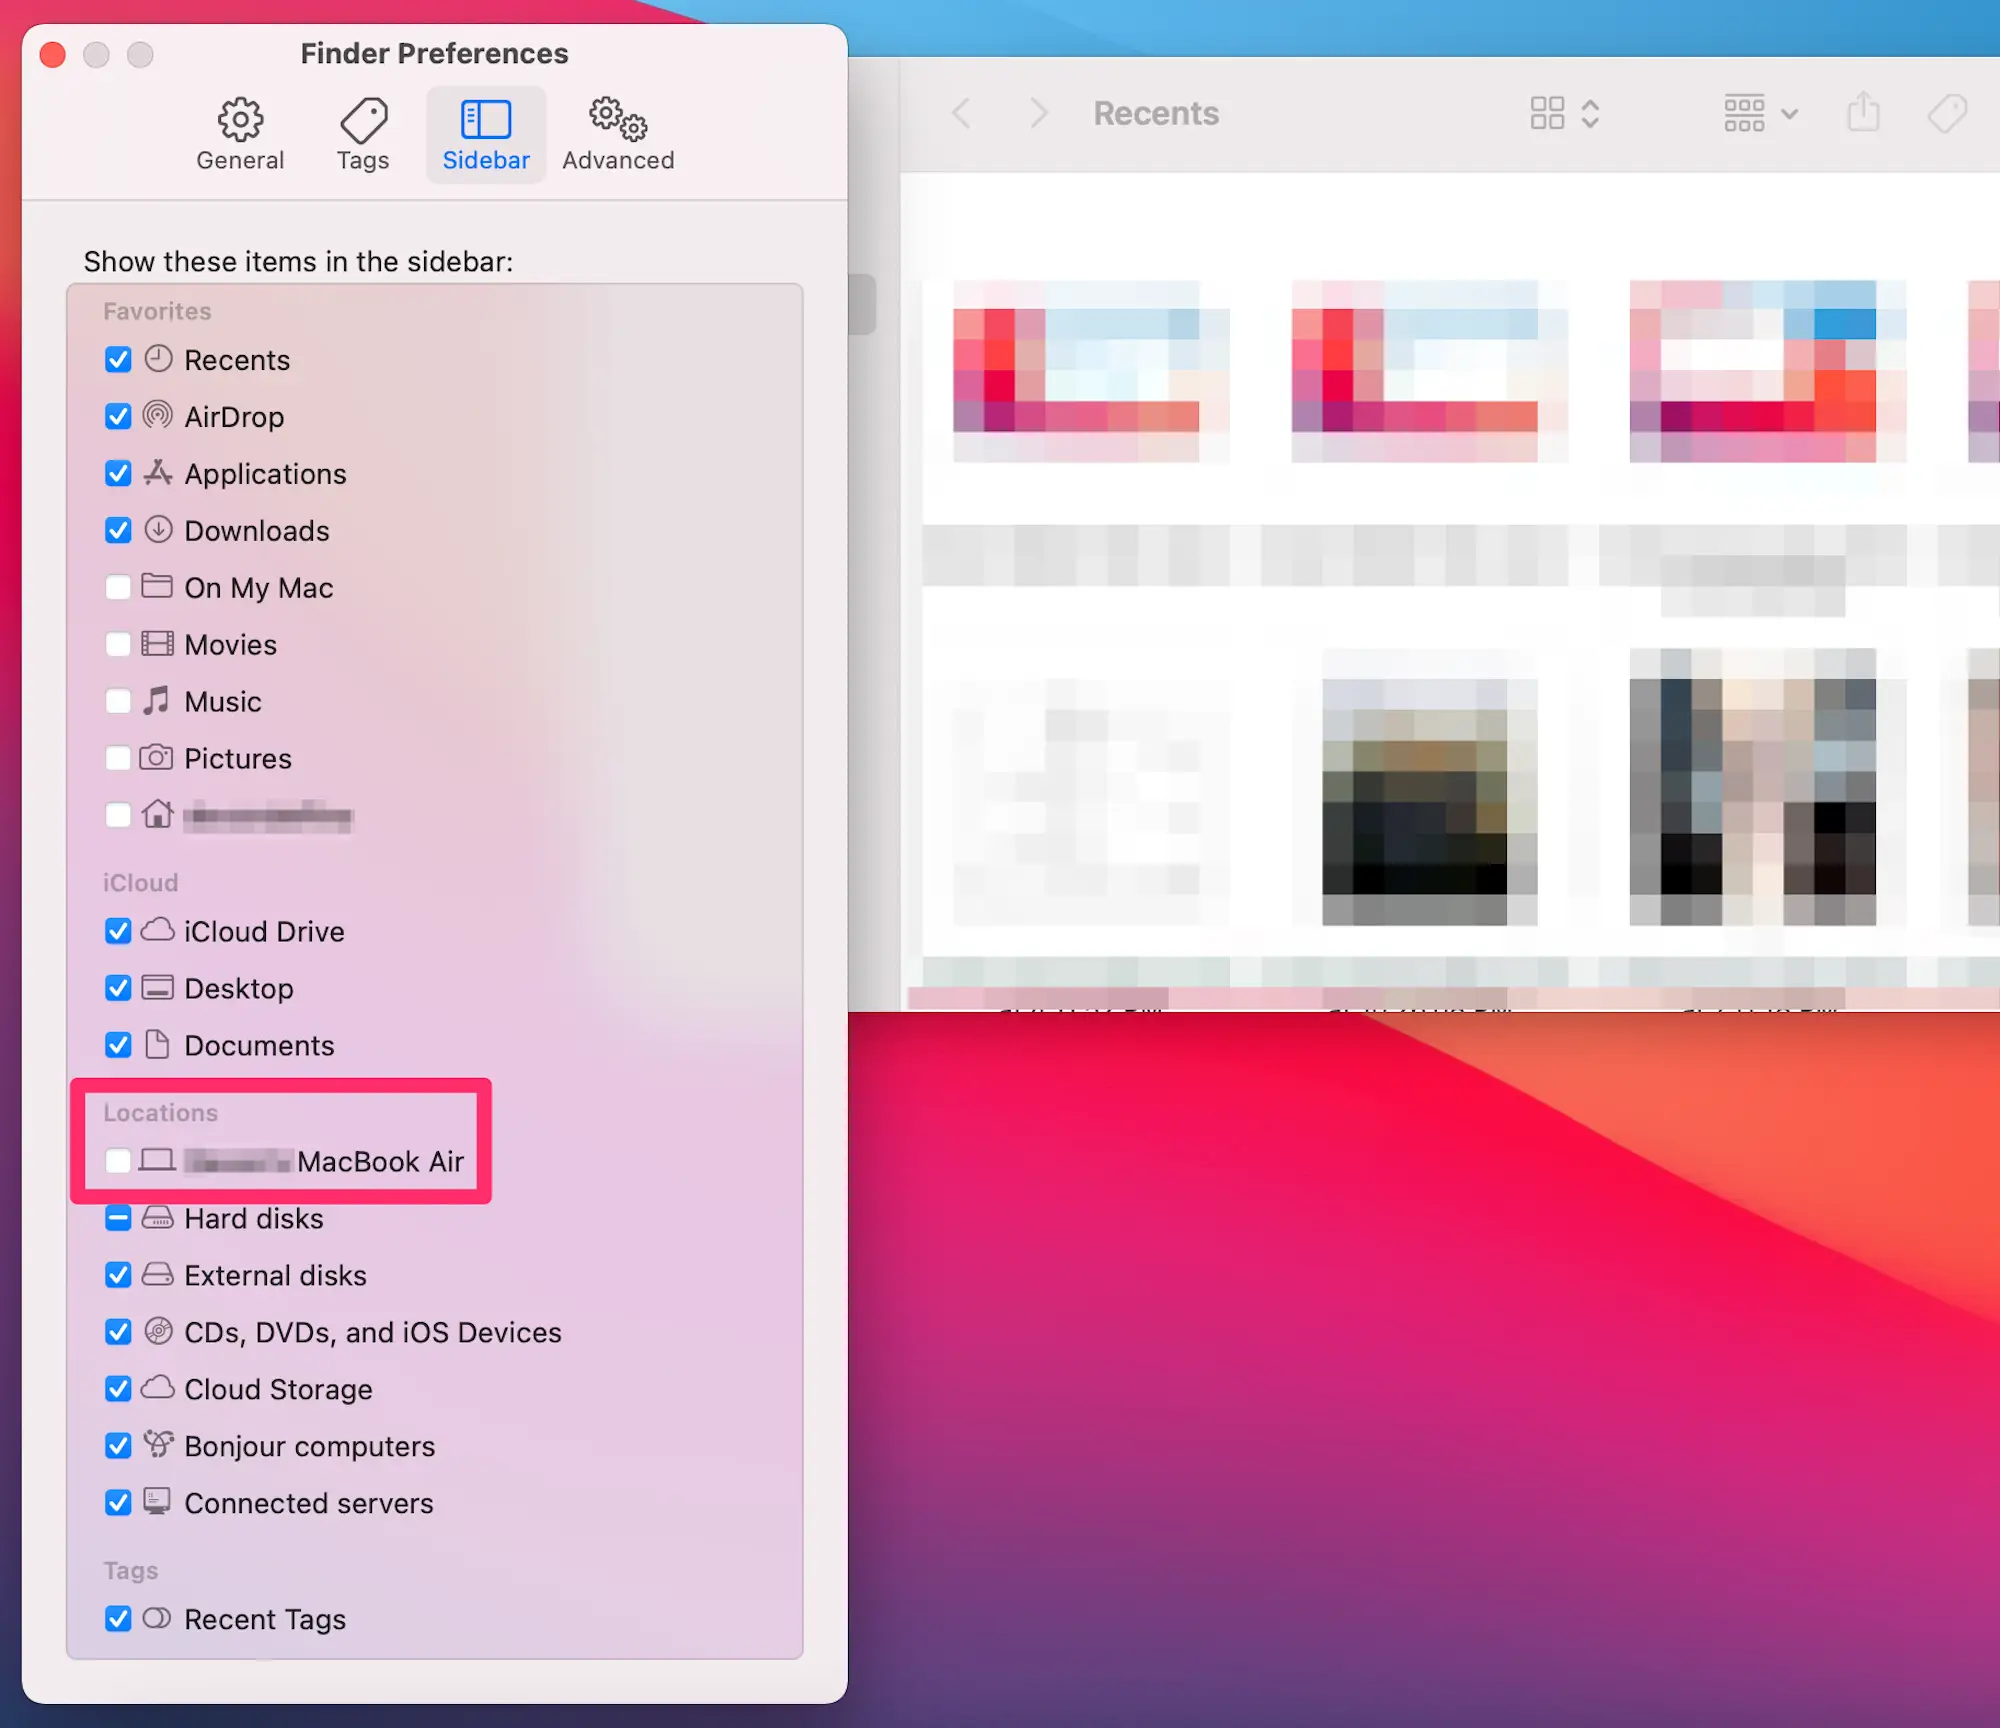 Finder Preferences
General
Tags
Sidebar
Advanced
Show these items in the sidebar:
Favorites
Recents
AirDrop
Applications
Downloads
On My Mac
Movies
Music
Pictures
iCloud
iCloud Drive
Desktop
Documents
Locations
MacBook Air
Hard disks
External disks
CDs, DVDs, and iOS Devices
Cloud Storage
Bonjour computers
Connected servers
Tags
Recent Tags
Recents